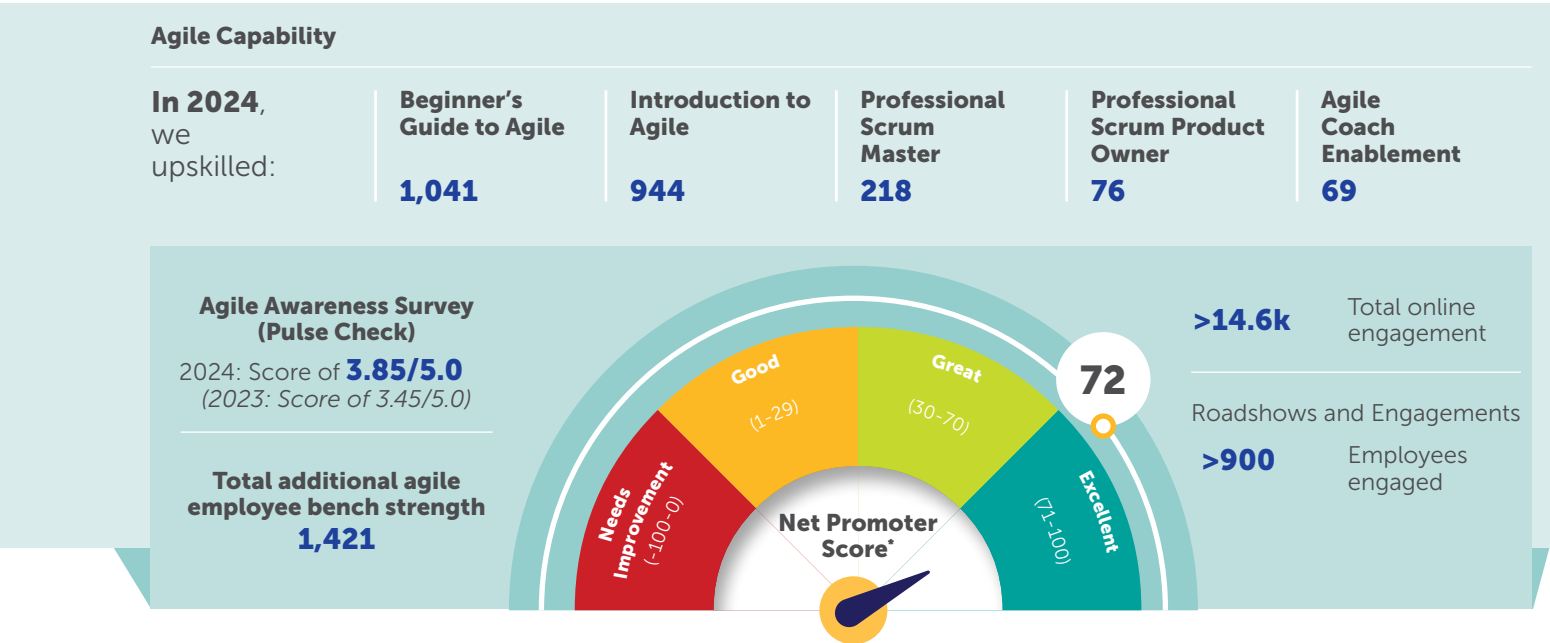 Agile Capability
In 2024,
we
upskilled:
Beginner's
Guide to Agile
1,041
Introduction to
Agile
944
Professional
Scrum
Master
218
Professional
Scrum Product
Owner
76
Agile
Coach
Enablement
69
Agile Awareness Survey
(Pulse Check)
2024: Score of 3.85/5.0
(2023: Score of 3.45/5.0)
Total additional agile
employee bench strength
1,421
Needs
Improvement
(-100-0)
Good
(1-29)
Great
(30-70)
Excellent
(71-100)
72
Net Promoter
Score*
>14.6k
Total online
engagement
Roadshows and Engagements
>900
Employees
engaged